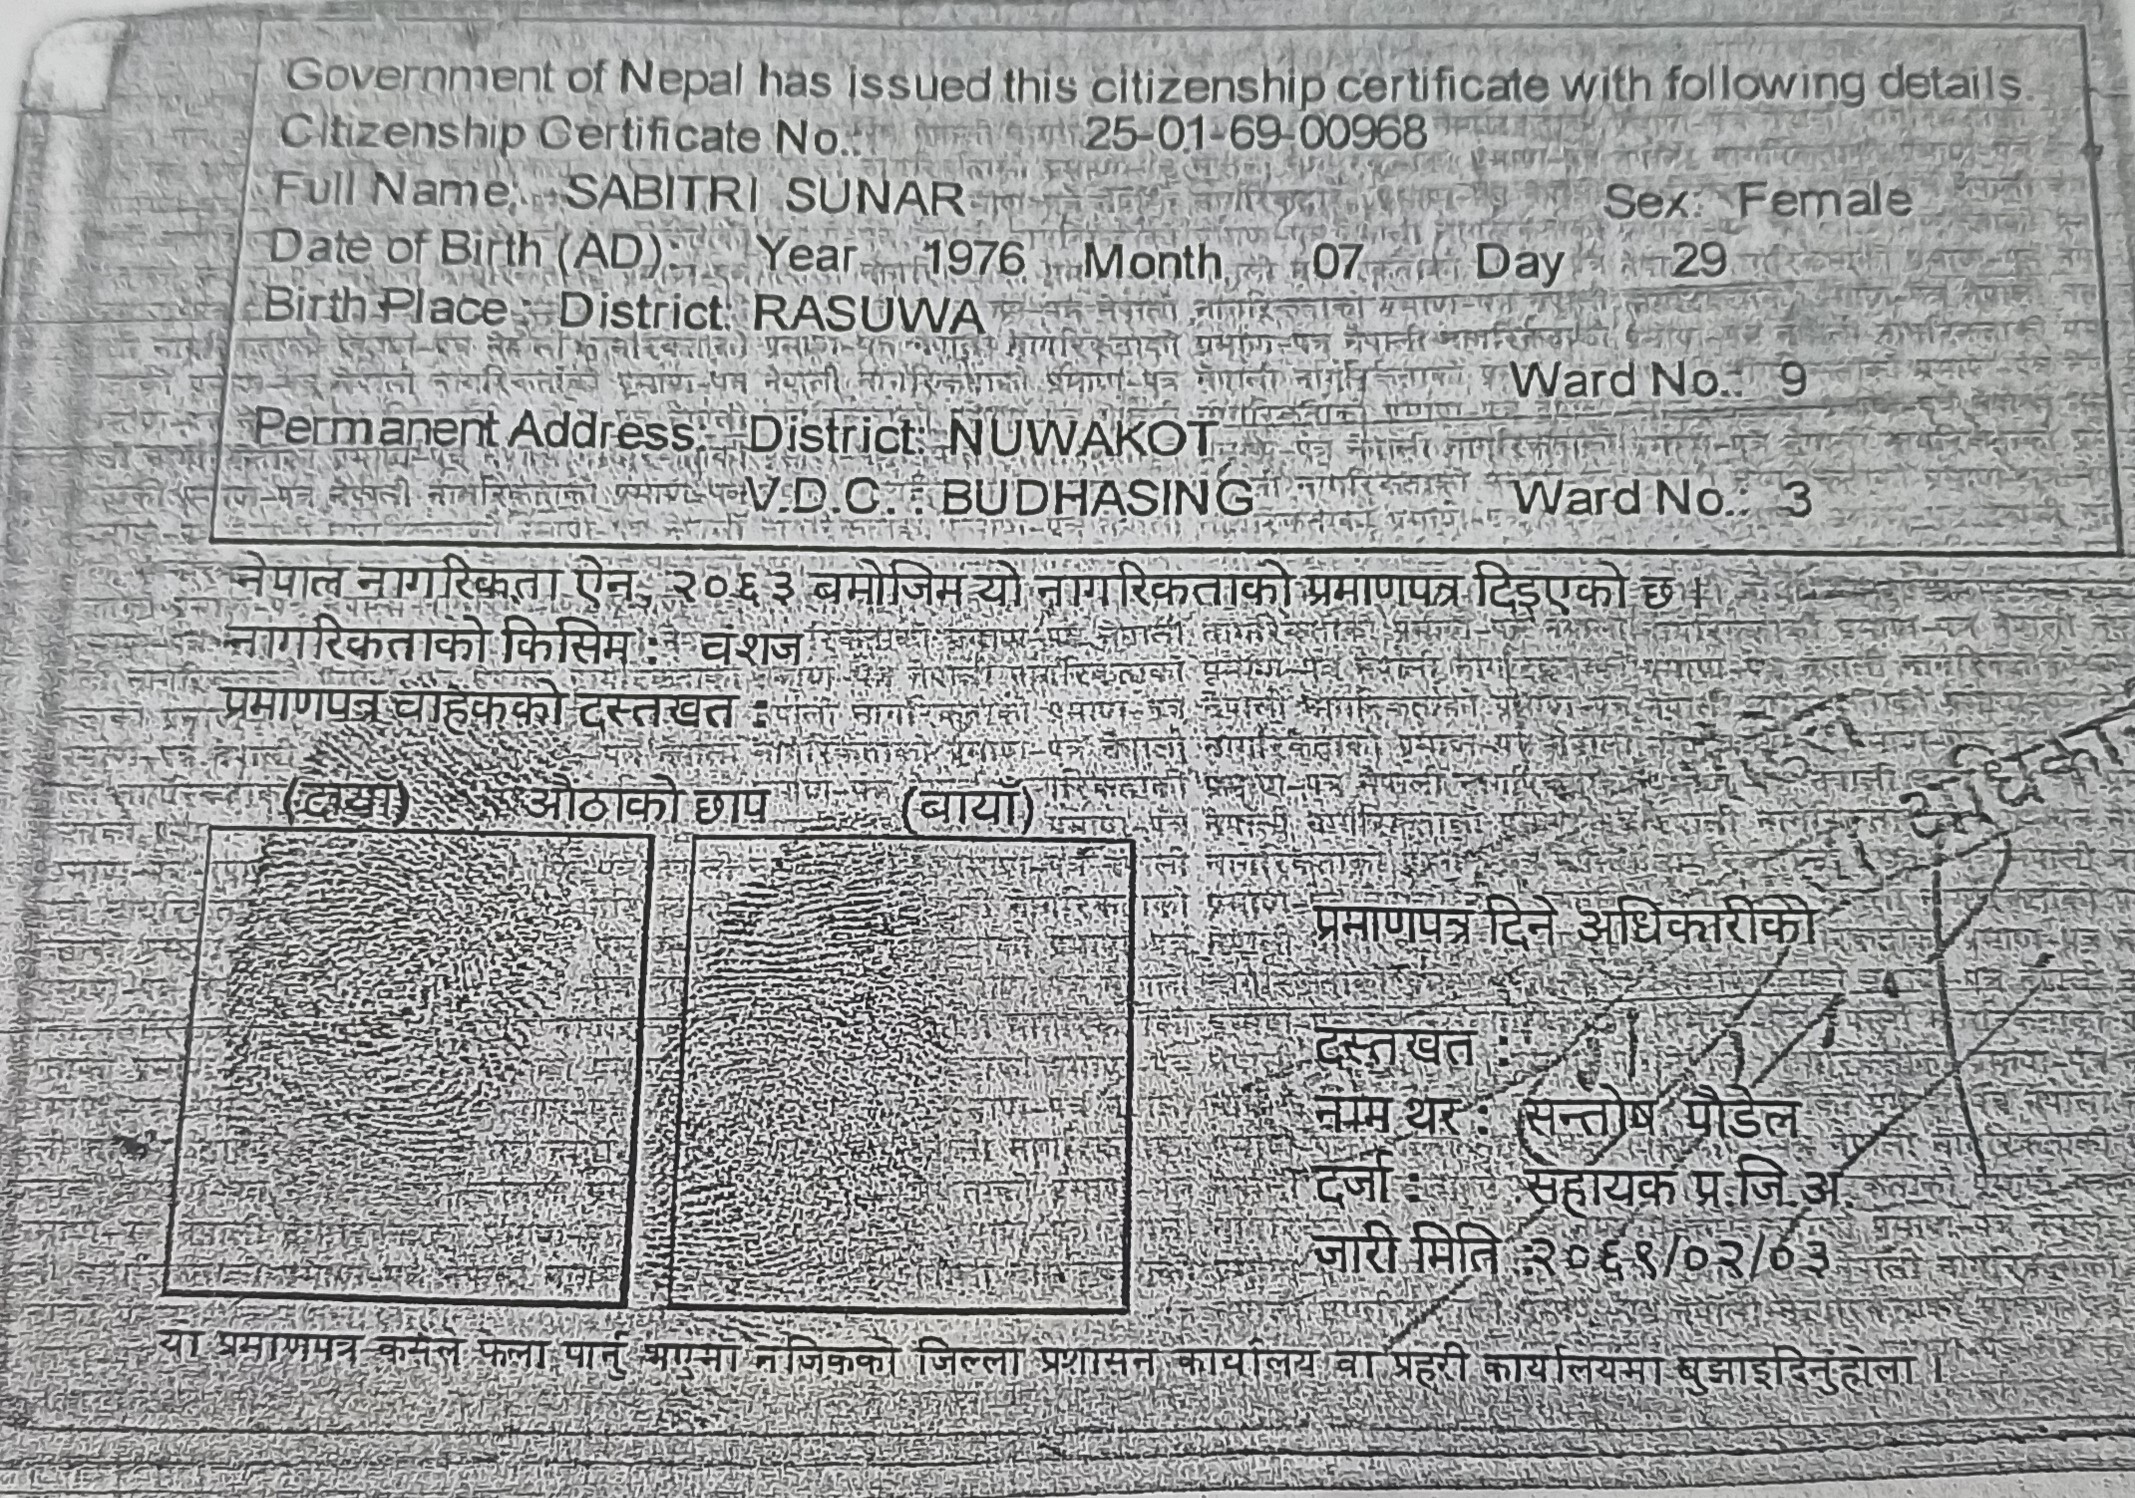 Government of Nepal has issued this citizenship certificate with following details.
Citizenship Certificate No.: 25-01-69-00968
Full Name: SABITRI SUNAR Sex: Female
Date of Birth (AD): Year 1976 Month 07 Day 29
Birth Place : District: RASUWA
Ward No.: 9
Permanent Address: District: NUWAKOT
V.D.C. : BUDHASING Ward No.: 3
नेपाल नागरिकता ऐन, २०६३ बमोजिम यो नागरिकताको प्रमाणपत्र दिइएको छ ।
नागरिकताको किसिम : वंशज
प्रमाणपत्र वाहकको दस्तखत :
(दायाँ) औंठाको छाप (बायाँ)
प्रमाणपत्र दिने अधिकारीको
दस्तखत :
नाम थर : सन्तोष पौडेल
दर्जा : सहायक प्र.जि.अ.
जारी मिति : २०६९/०२/०३
यो प्रमाणपत्र कसैले फेला पार्नु भएमा नजिकको जिल्ला प्रशासन कार्यालय वा प्रहरी कार्यालयमा बुझाइदिनुहोला ।